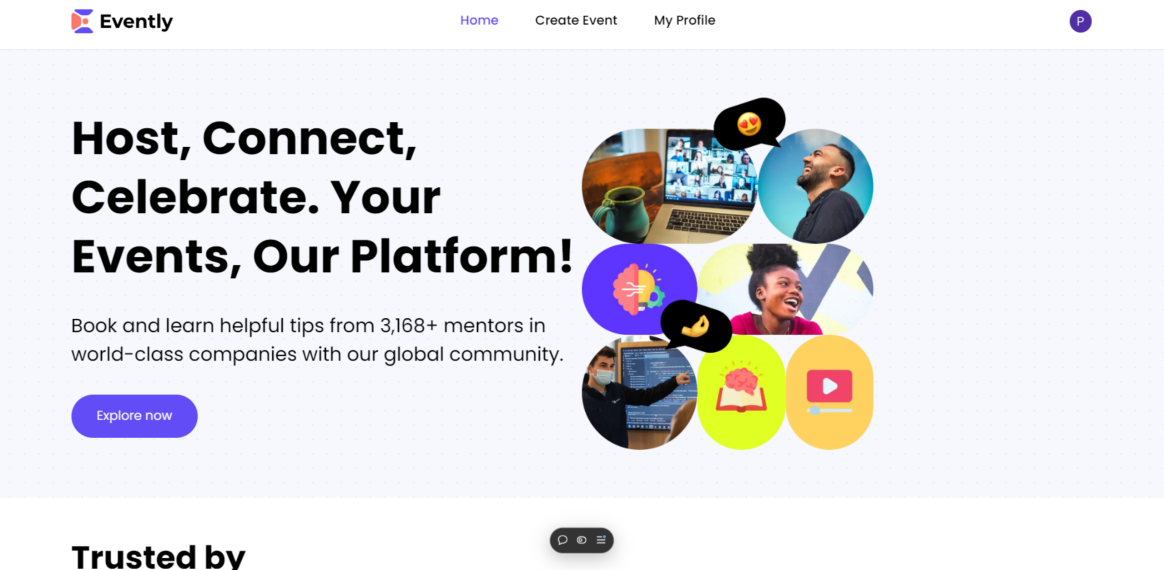 Evently
Home
Create Event
My Profile
P
Host, Connect,
Celebrate. Your
Events, Our Platform!
Book and learn helpful tips from 3,168+ mentors in
world-class companies with our global community.
Explore now
Trusted by